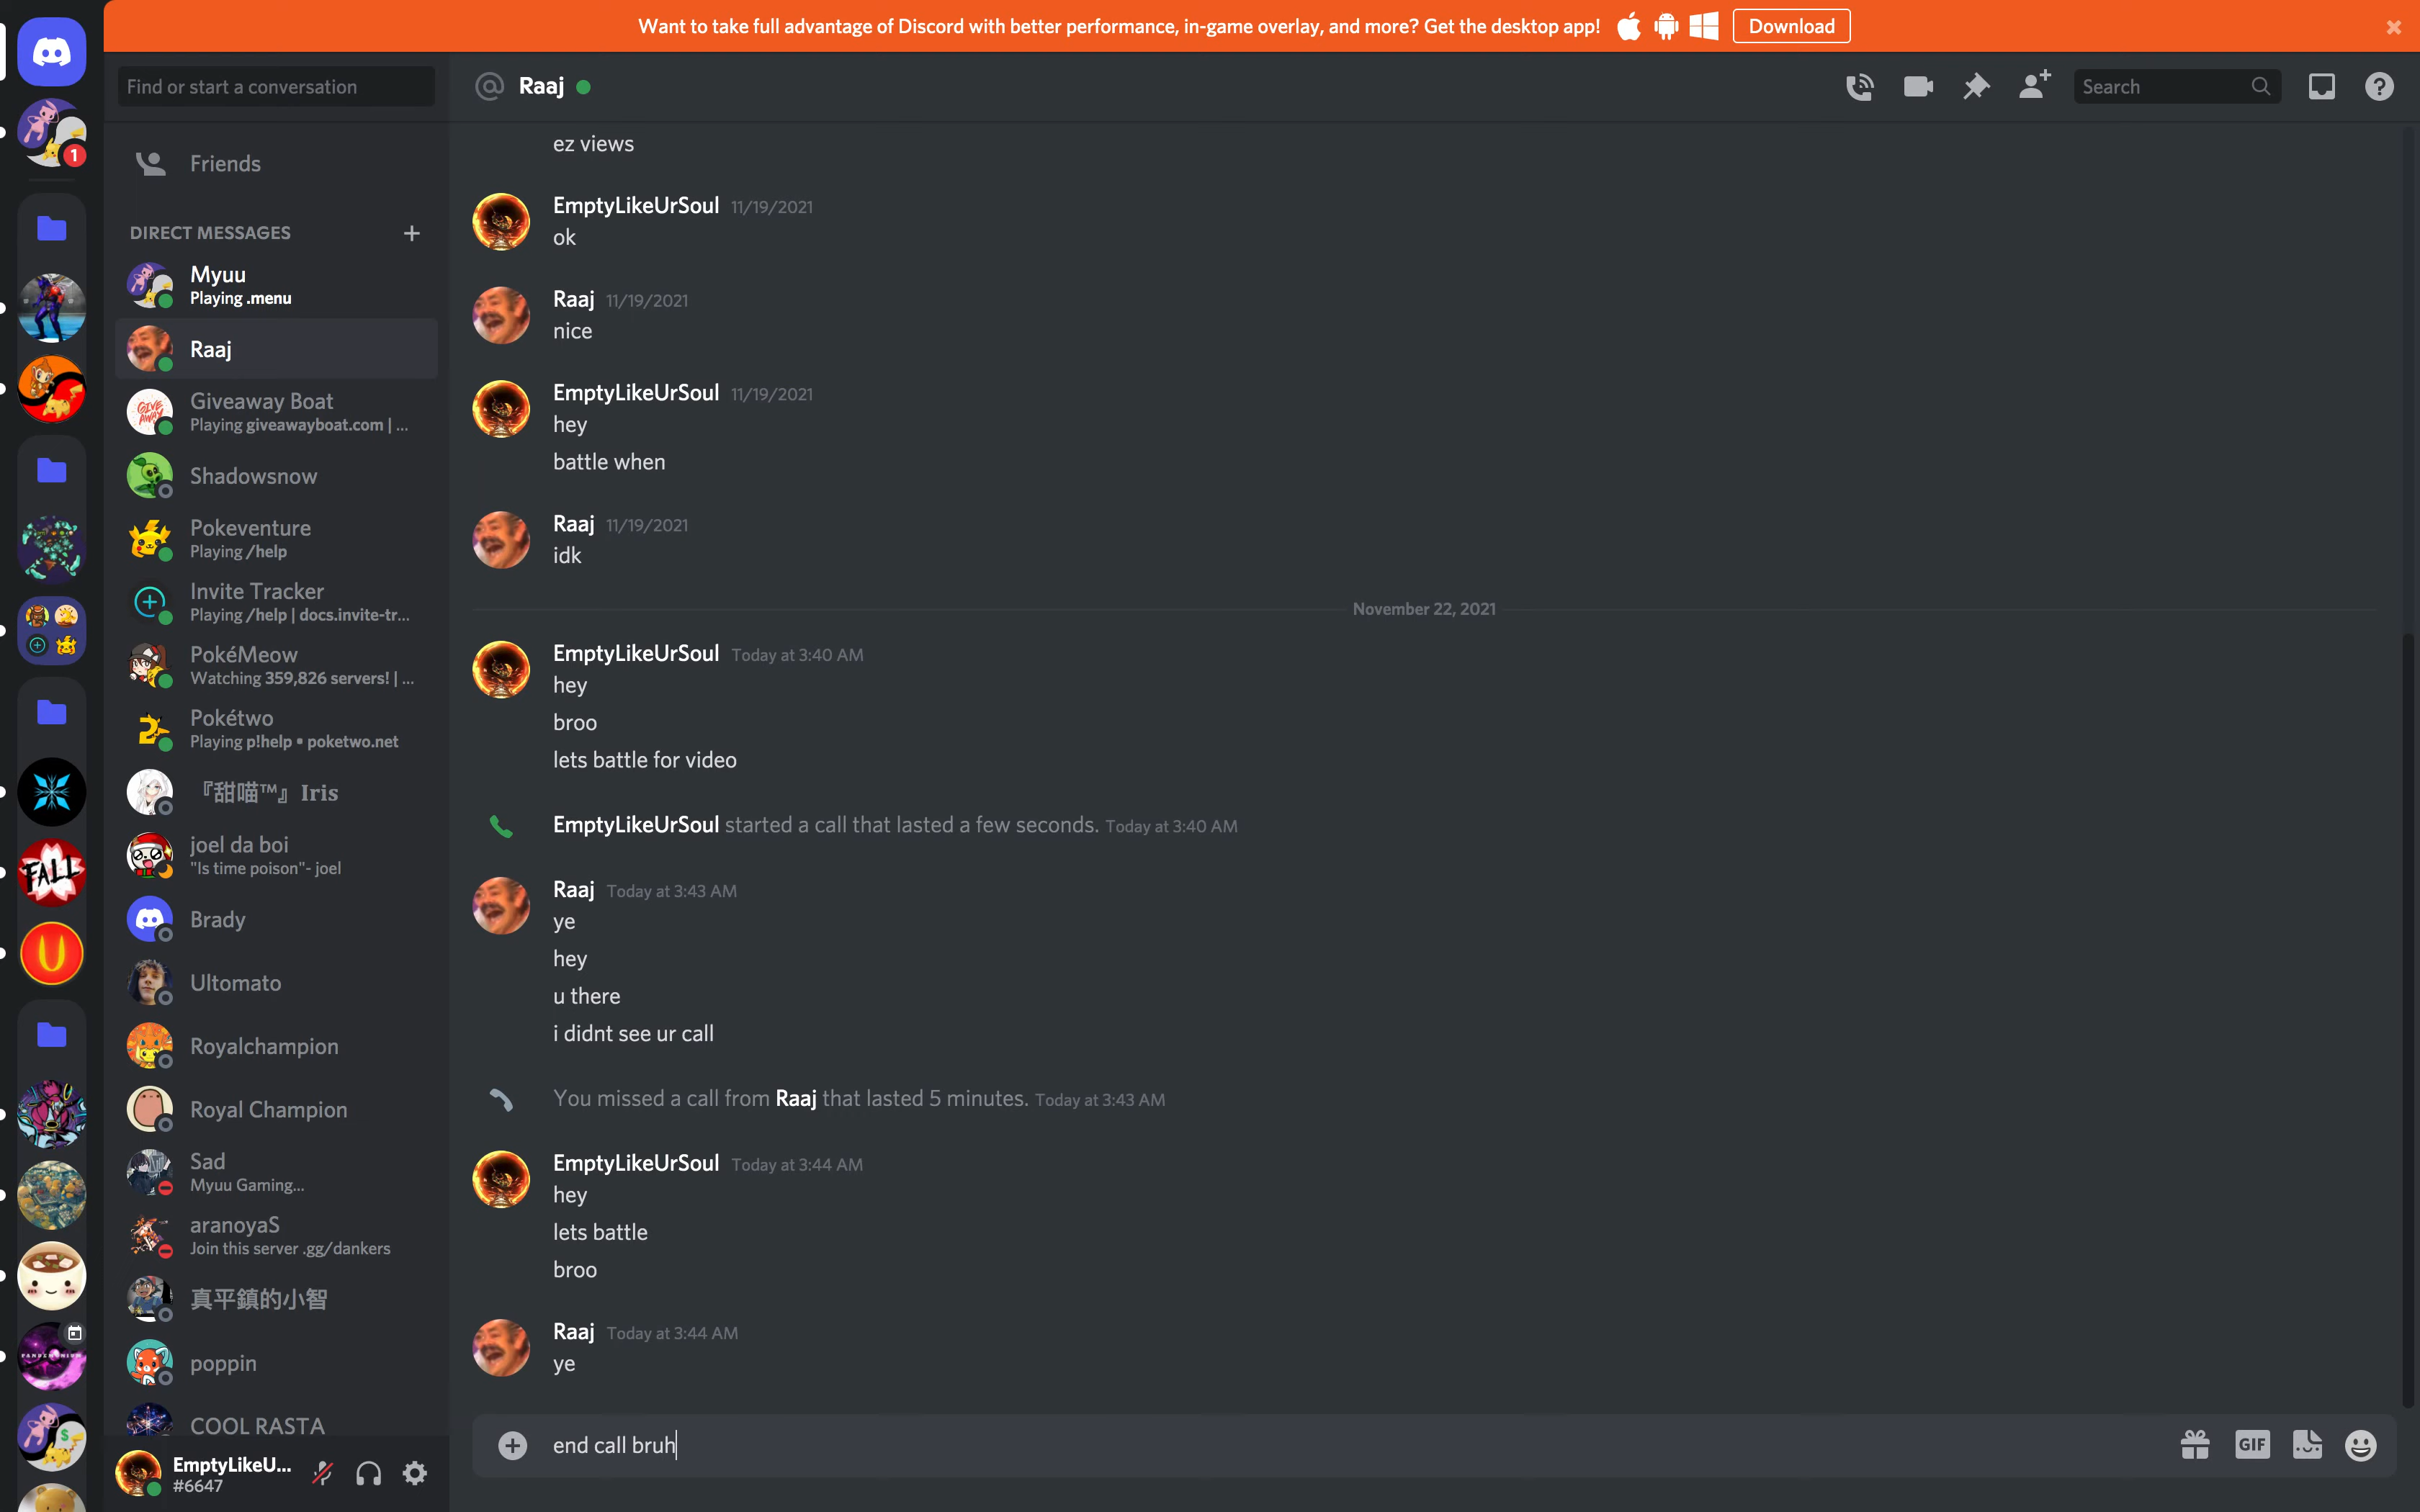 Want to take full advantage of Discord with better performance, in-game overlay, and more? Get the desktop app!
Download
Find or start a conversation
Raaj
Search
1
Friends
DIRECT MESSAGES
Myuu
Playing .menu
Raaj
GIVE AWAY
Giveaway Boat
Playing giveawayboat.com | ...
Shadowsnow
Pokeventure
Playing /help
Invite Tracker
Playing /help | docs.invite-tr...
PokéMeow
Watching 359,826 servers! | ...
Pokétwo
Playing p!help • poketwo.net
『甜喵™』Iris
joel da boi
"Is time poison"- joel
Brady
Ultomato
Royalchampion
Royal Champion
Sad
Myuu Gaming...
aranoyaS
Join this server .gg/dankers
真平鎮的小智
poppin
COOL RASTA
FALL
U
EmptyLikeU...
#6647
ez views
EmptyLikeUrSoul 11/19/2021
ok
Raaj 11/19/2021
nice
EmptyLikeUrSoul 11/19/2021
hey
battle when
Raaj 11/19/2021
idk
November 22, 2021
EmptyLikeUrSoul Today at 3:40 AM
hey
broo
lets battle for video
EmptyLikeUrSoul started a call that lasted a few seconds. Today at 3:40 AM
Raaj Today at 3:43 AM
ye
hey
u there
i didnt see ur call
You missed a call from Raaj that lasted 5 minutes. Today at 3:43 AM
EmptyLikeUrSoul Today at 3:44 AM
hey
lets battle
broo
Raaj Today at 3:44 AM
ye
end call bruh
GIF